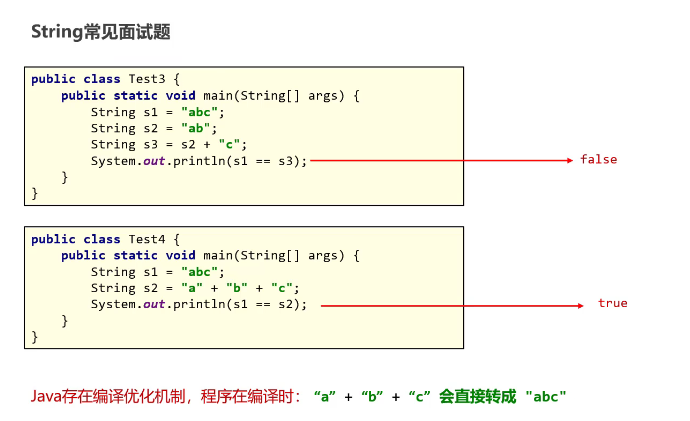 String常见面试题
public class Test3 {
    public static void main(String[] args) {
        String s1 = "abc";
        String s2 = "ab";
        String s3 = s2 + "c";
        System.out.println(s1 == s3); false
    }
}
public class Test4 {
    public static void main(String[] args) {
        String s1 = "abc";
        String s2 = "a" + "b" + "c";
        System.out.println(s1 == s2); true
    }
}
Java存在编译优化机制，程序在编译时： “a” + “b” + “c” 会直接转成 "abc"